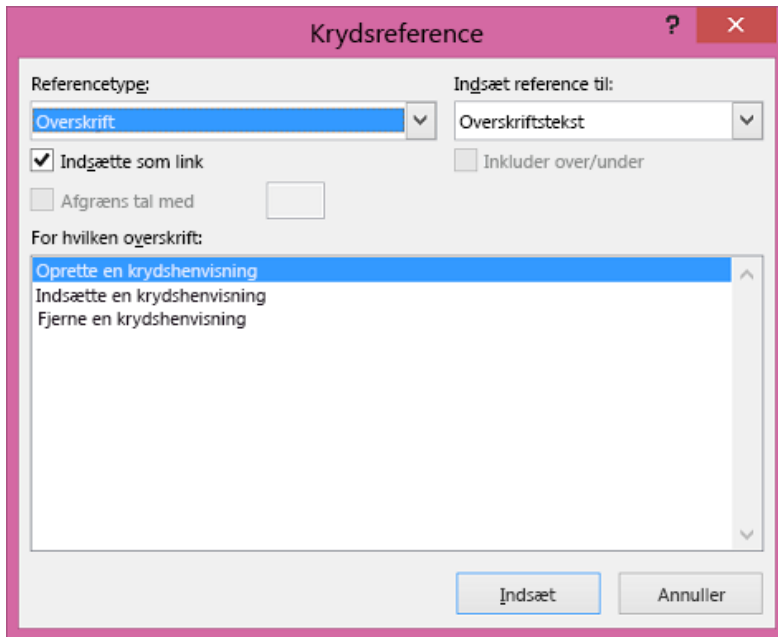 Krydsreference
?
Referencetype: Indsæt reference til:
Overskrift Overskriftstekst
Indsætte som link Inkluder over/under
Afgræns tal med
For hvilken overskrift:
Oprette en krydshenvisning
Indsætte en krydshenvisning
Fjerne en krydshenvisning
Indsæt Annuller